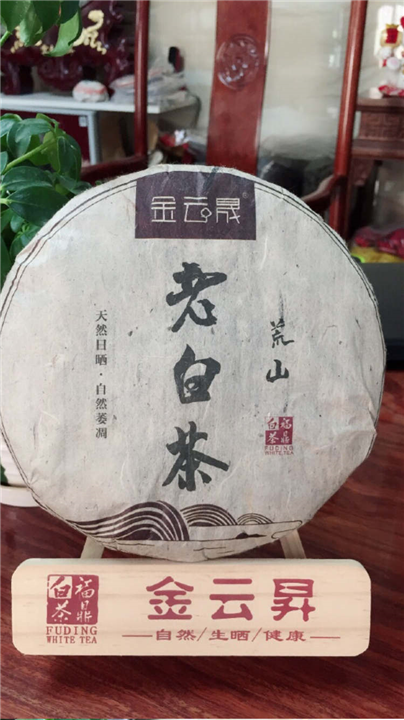 金云晟
老白茶
荒山
天然日晒·自然萎凋
福鼎
白茶
FUDING
WHITE TEA
福鼎
白茶
FUDING
WHITE TEA
金云昇
自然/生晒/健康